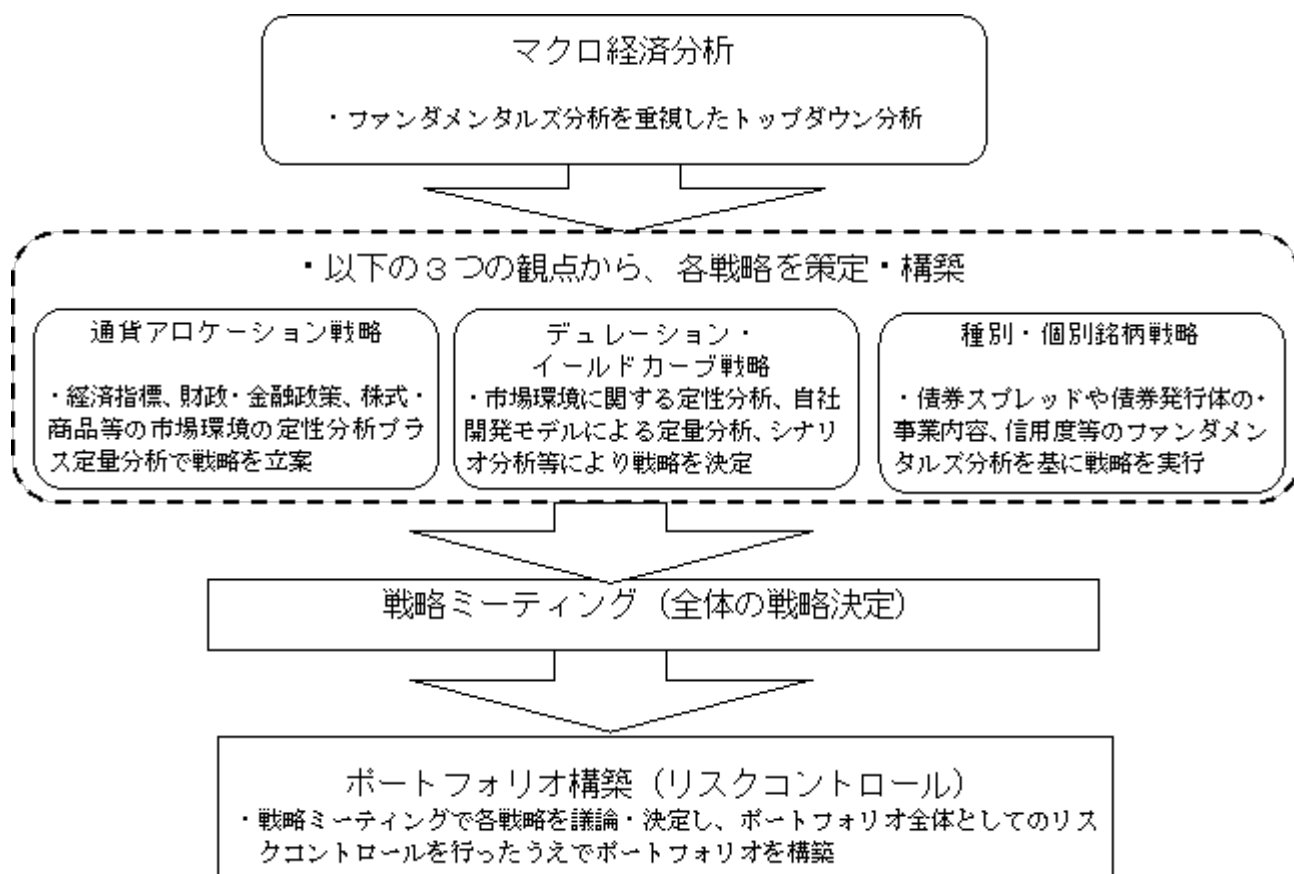 マクロ経済分析
・ファンダメンタルズ分析を重視したトップダウン分析
・以下の３つの観点から、各戦略を策定・構築
通貨アロケーション戦略
・経済指標、財政・金融政策、株式・
商品等の市場環境の定性分析プラ
ス定量分析で戦略を立案
デュレーション・
イールドカーブ戦略
・市場環境に関する定性分析、自社
開発モデルによる定量分析、シナリ
オ分析等により戦略を決定
種別・個別銘柄戦略
・債券スプレッドや債券発行体の・
事業内容、信用度等のファンダメン
タルズ分析を基に戦略を実行
戦略ミーティング（全体の戦略決定）
ポートフォリオ構築（リスクコントロール）
・戦略ミーティングで各戦略を議論・決定し、ポートフォリオ全体としてのリス
クコントロールを行ったうえでポートフォリオを構築